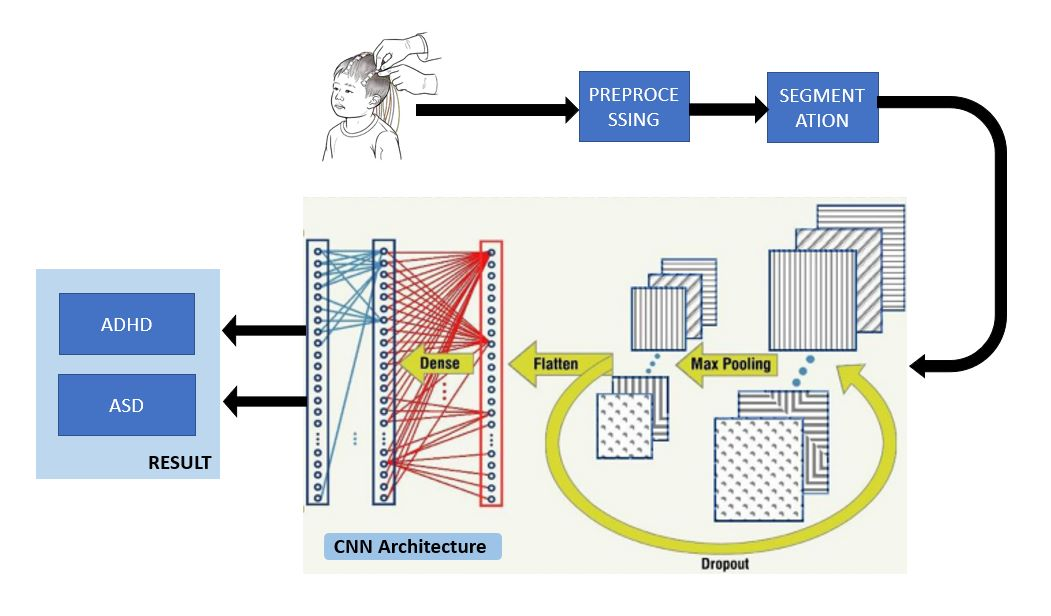 PREPROCE
SSING
SEGMENT
ATION
ADHD
ASD
RESULT
Dense
Flatten
Max Pooling
CNN Architecture
Dropout